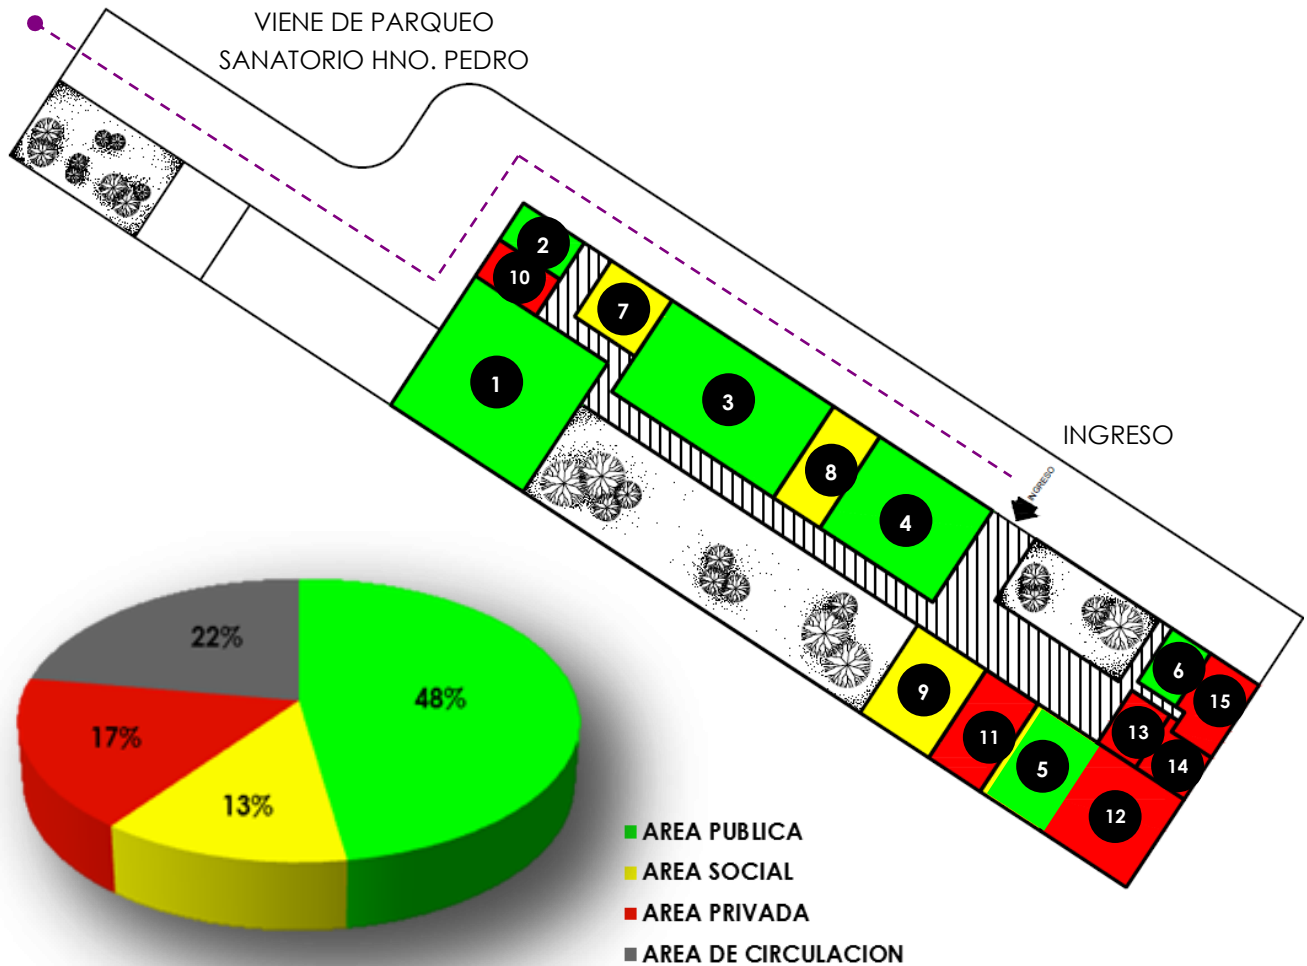 VIENE DE PARQUEO
SANATORIO HNO. PEDRO
2
10
7
1
3
INGRESO
8
INGRESO
4
6
15
9
11
13
5
14
12
22%
48%
17%
13%
AREA PUBLICA
AREA SOCIAL
AREA PRIVADA
AREA DE CIRCULACION